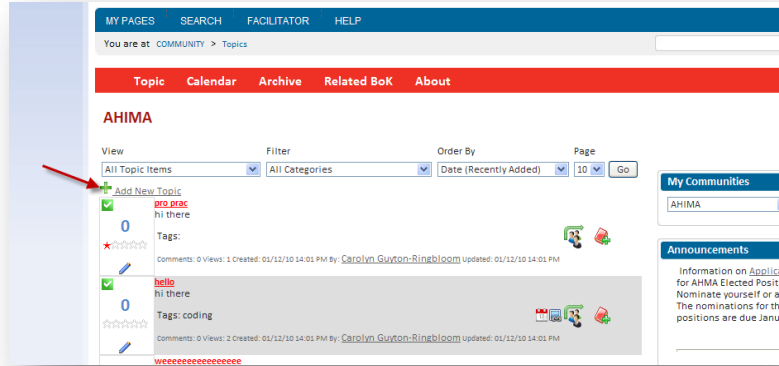 MY PAGES SEARCH FACILITATOR HELP
You are at COMMUNITY > Topics
Topic Calendar Archive Related BoK About
AHIMA
View Filter Order By Page
All Topic Items All Categories Date (Recently Added) 10 Go
Add New Topic
pro prac
hi there
0
Tags:
Comments: 0 Views: 1 Created: 01/12/10 14:01 PM By: Carolyn Guyton-Ringbloom Updated: 01/12/10 14:01 PM
hello
hi there
0
Tags: coding
Comments: 0 Views: 2 Created: 01/12/10 14:01 PM By: Carolyn Guyton-Ringbloom Updated: 01/12/10 14:01 PM
weeeeeeeeeeeeeee
My Communities
AHIMA
Announcements
Information on Applic
for AHMA Elected Posit
Nominate yourself or a
The nominations for th
positions are due Janu